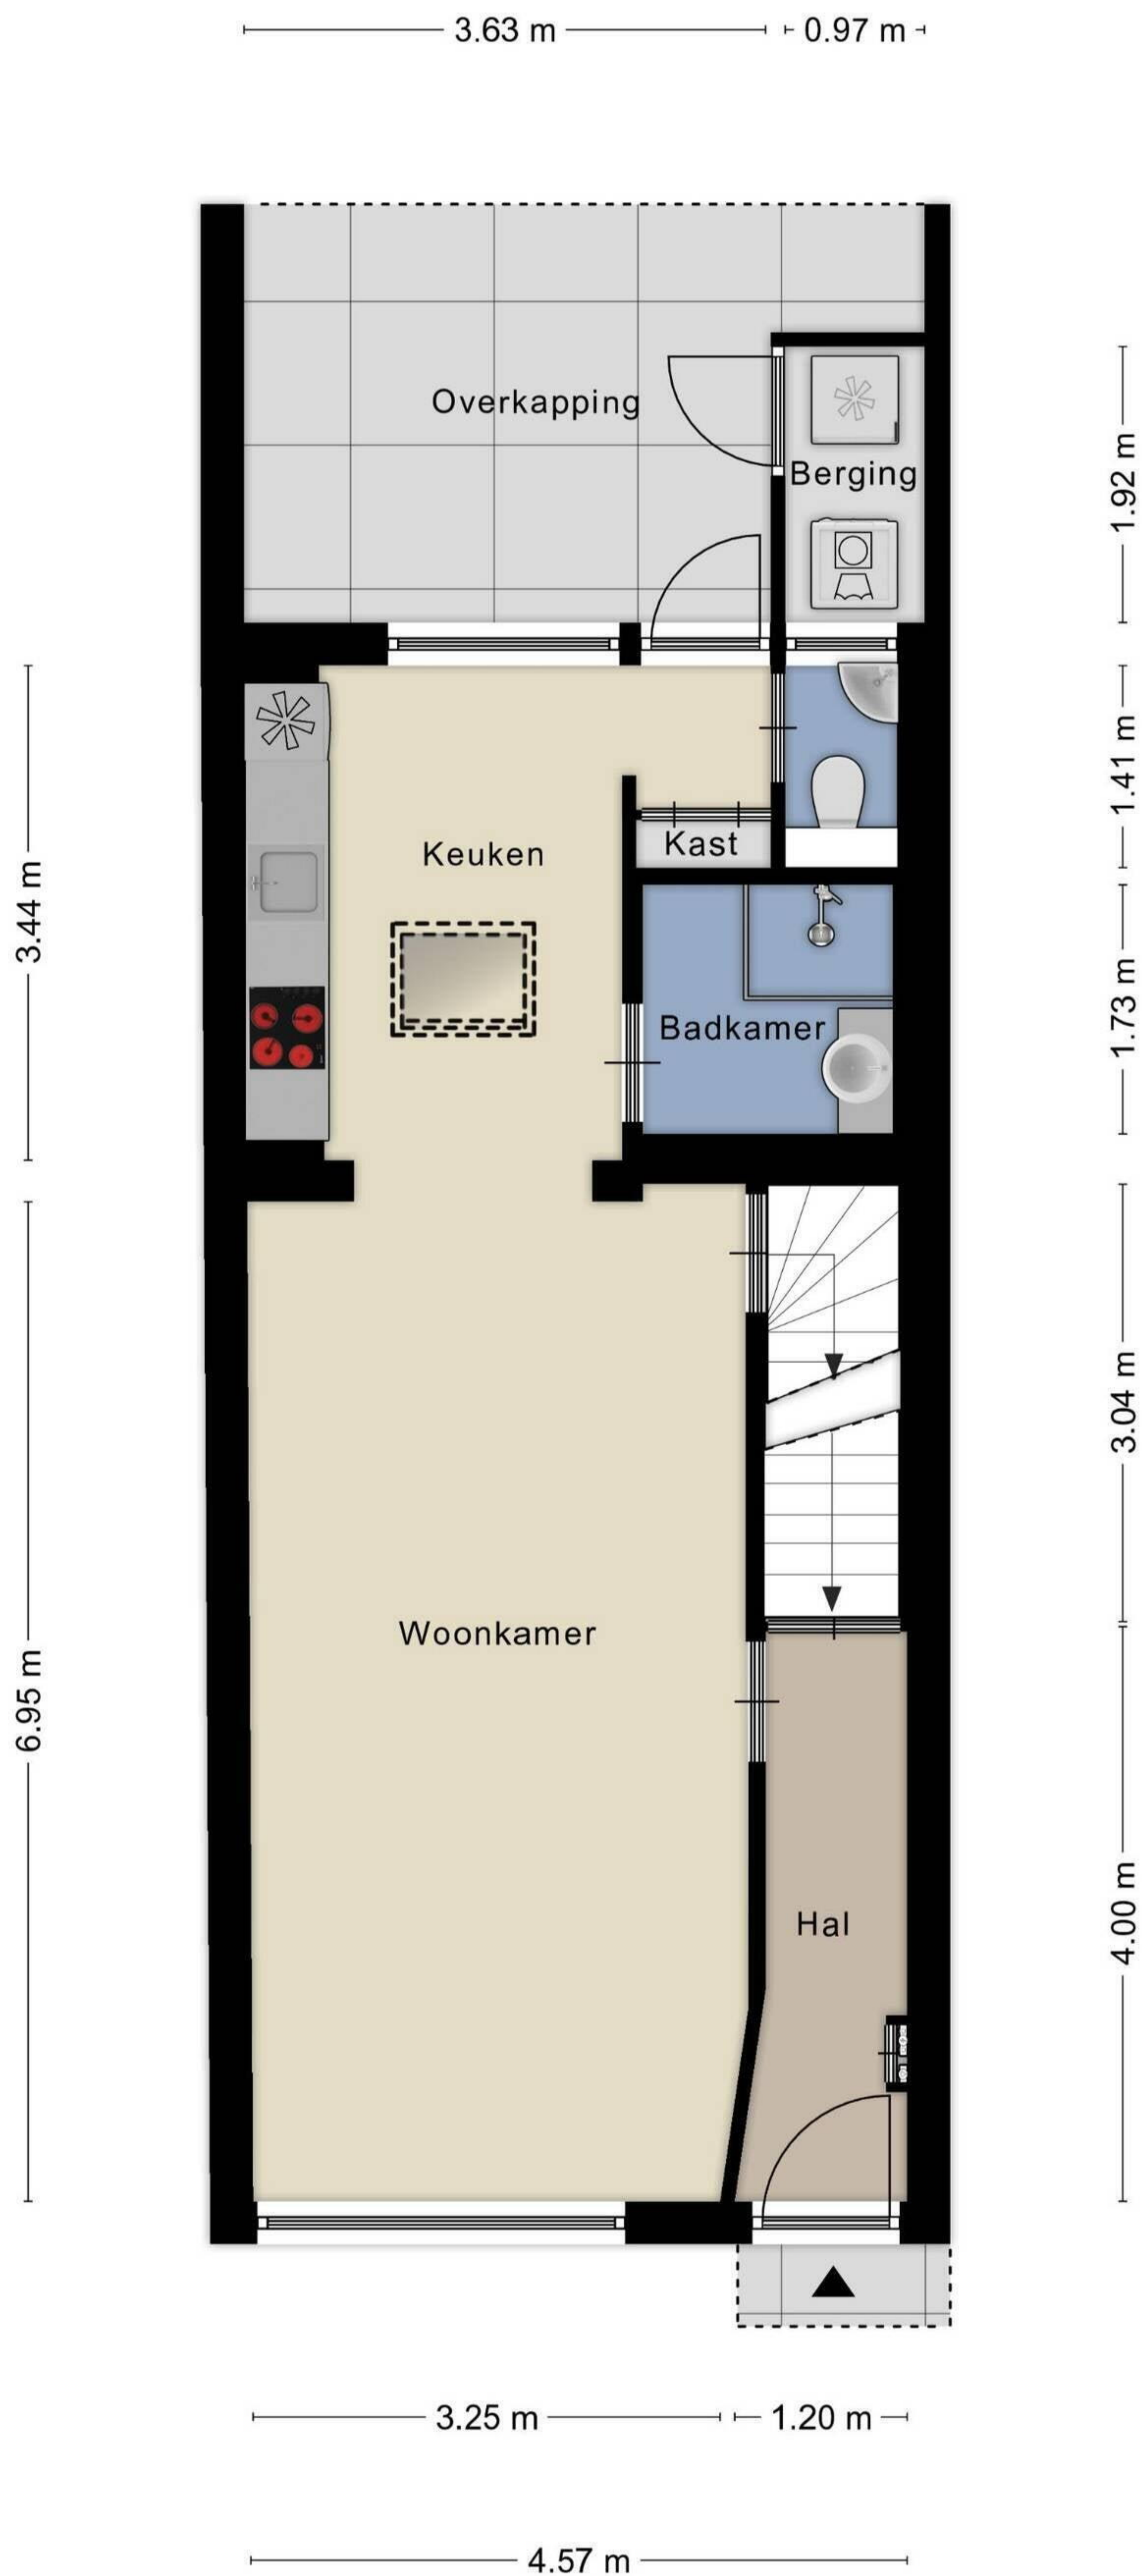 3.63 m
0.97 m
Overkapping
Berging
1.92 m
Keuken
Kast
1.41 m
3.44 m
Badkamer
1.73 m
3.04 m
Woonkamer
6.95 m
Hal
4.00 m
3.25 m
1.20 m
4.57 m